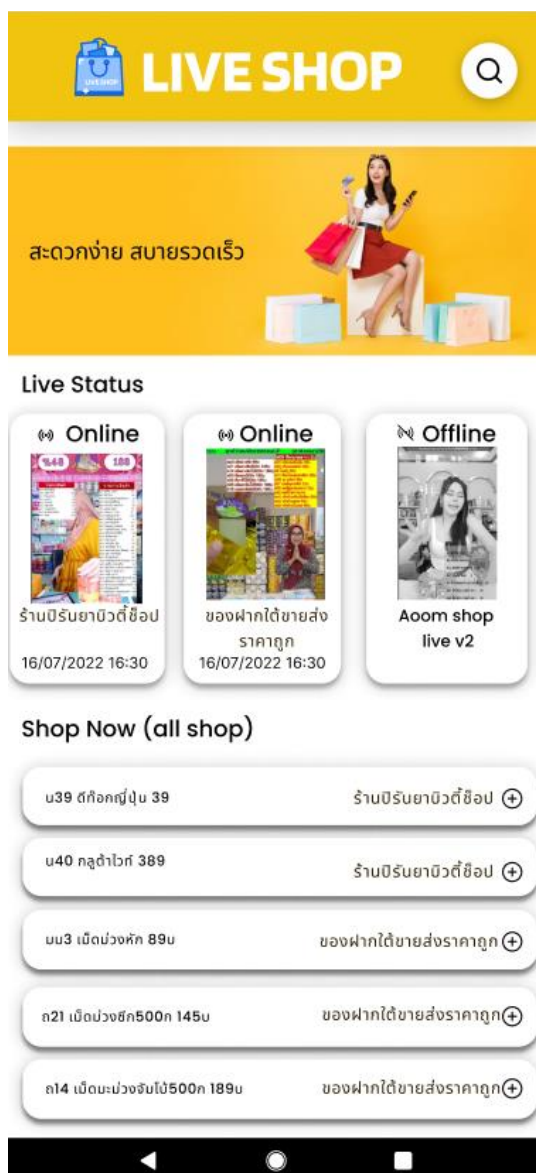 LIVE SHOP
สะดวกง่าย สบายรวดเร็ว
Live Status
Online
Online
Offline
%48
188
ร้านปิรันยาบิวตี้ช็อป
16/07/2022 16:30
ของฝากใต้ขายส่ง
ราคาถูก
16/07/2022 16:30
Aoom shop
live v2
Shop Now (all shop)
น39 ดีท๊อกญี่ปุ่น 39 ร้านปิรันยาบิวตี้ช็อป
น40 กลูต้าไวท์ 389 ร้านปิรันยาบิวตี้ช็อป
มม3 เม็ดม่วงหัก 89บ ของฝากใต้ขายส่งราคาถูก
ถ21 เม็ดม่วงซีก500ก 145บ ของฝากใต้ขายส่งราคาถูก
ถ14 เม็ดมะม่วงจัมโบ้500ก 189บ ของฝากใต้ขายส่งราคาถูก